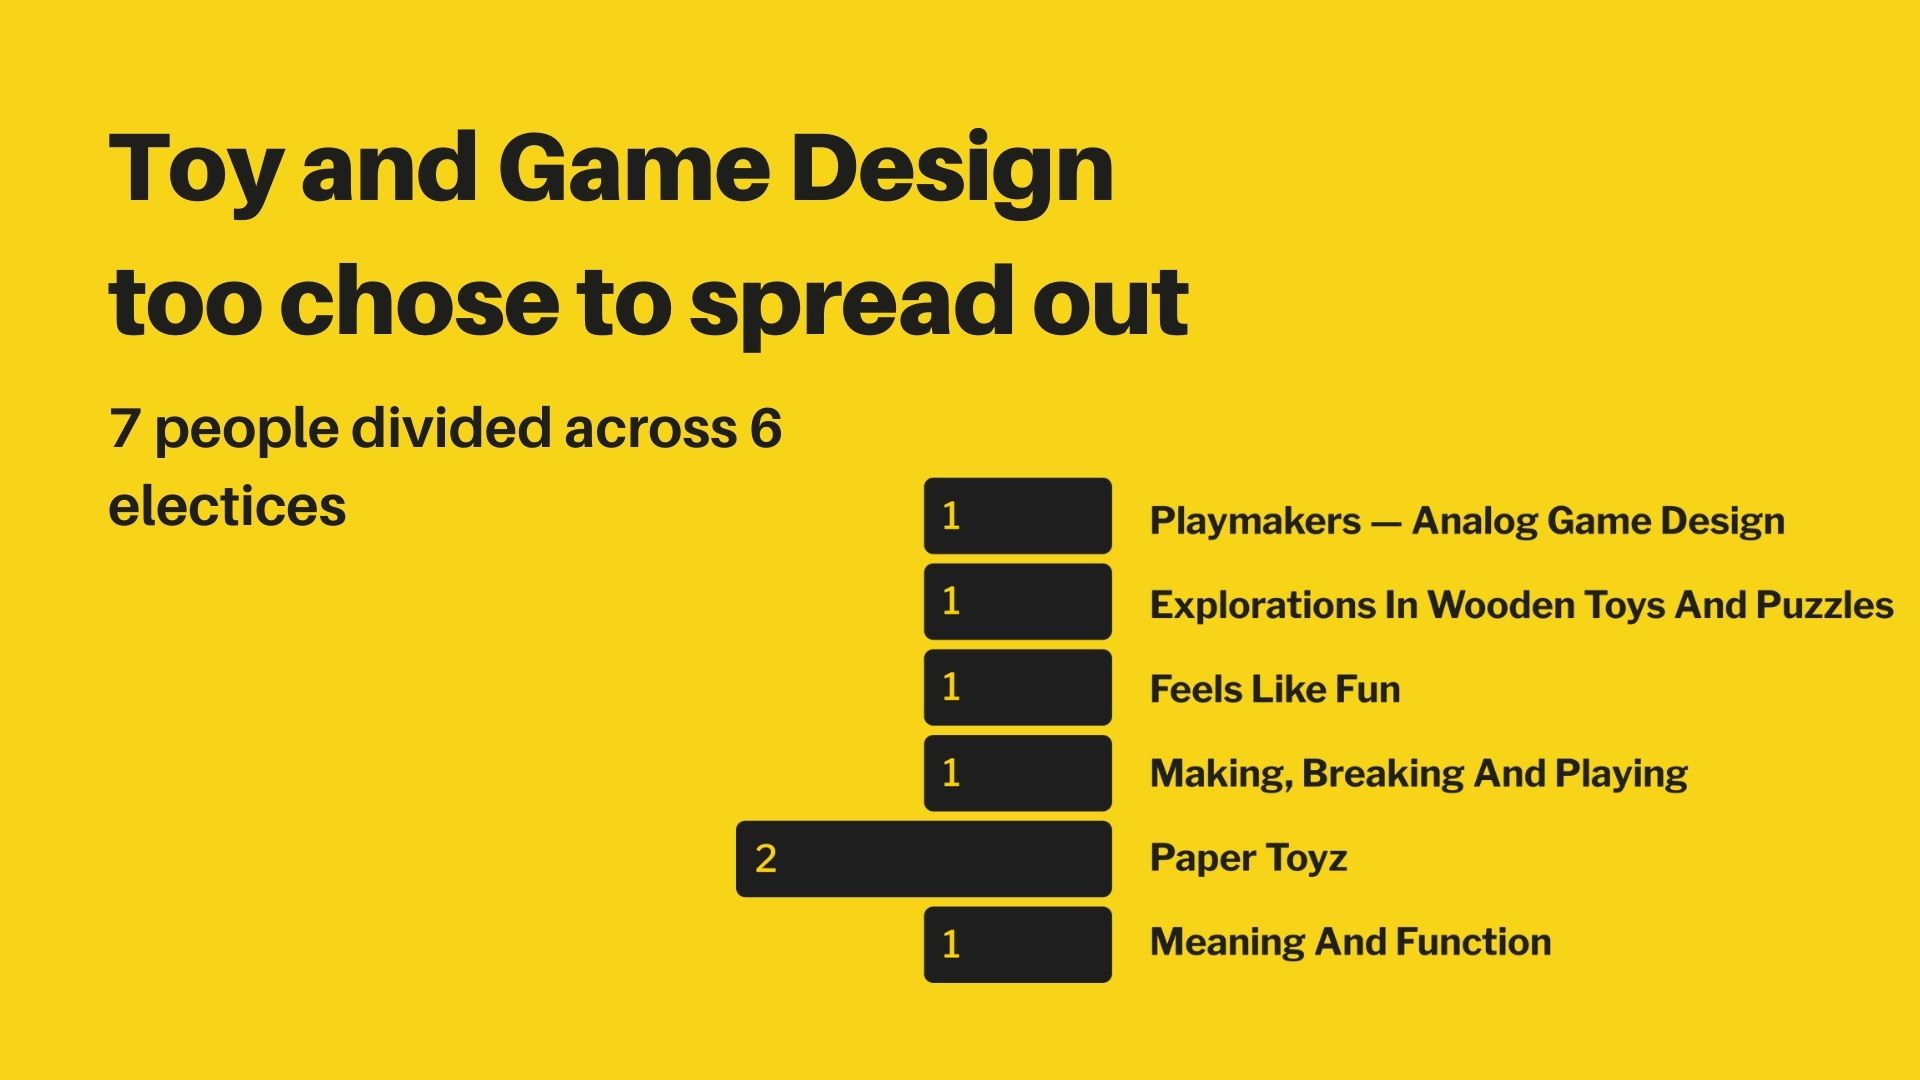 Toy and Game Design
too chose to spread out
7 people divided across 6
electices
1 Playmakers — Analog Game Design
1 Explorations In Wooden Toys And Puzzles
1 Feels Like Fun
1 Making, Breaking And Playing
2 Paper Toyz
1 Meaning And Function